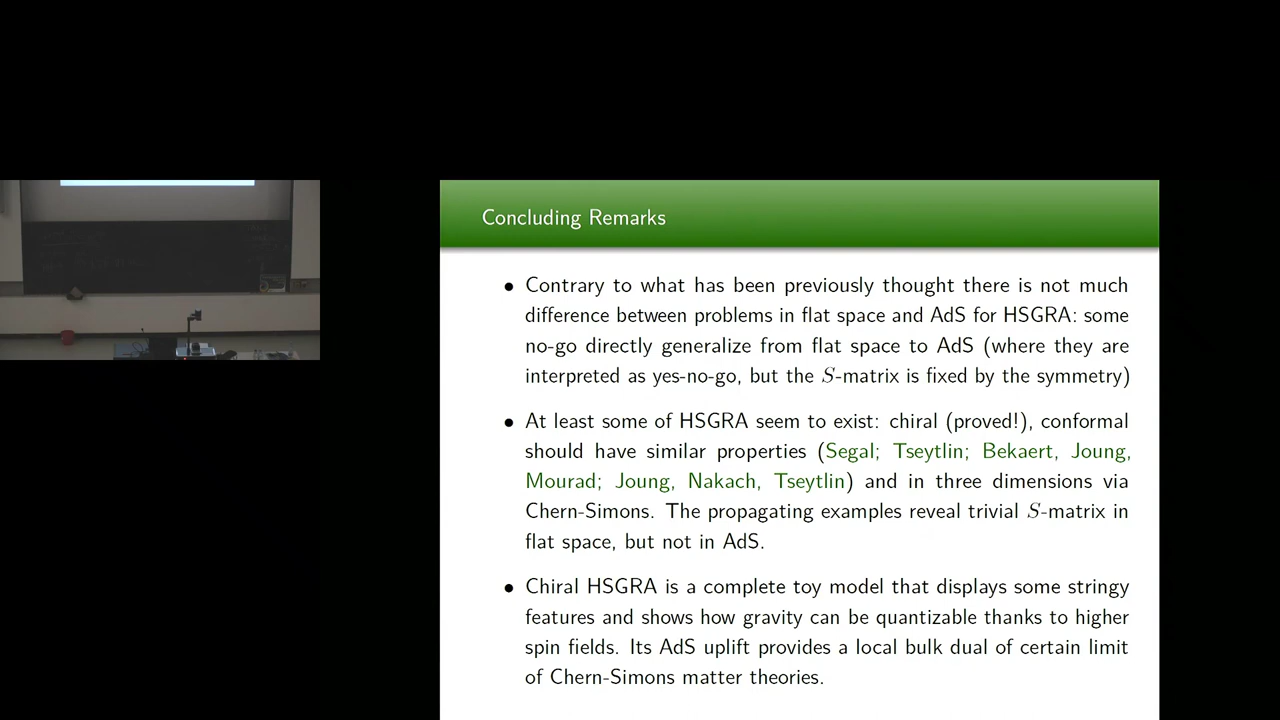 Concluding Remarks
• Contrary to what has been previously thought there is not much
difference between problems in flat space and AdS for HSGRA: some
no-go directly generalize from flat space to AdS (where they are
interpreted as yes-no-go, but the S-matrix is fixed by the symmetry)
• At least some of HSGRA seem to exist: chiral (proved!), conformal
should have similar properties (Segal; Tseytlin; Bekaert, Joung,
Mourad; Joung, Nakach, Tseytlin) and in three dimensions via
Chern-Simons. The propagating examples reveal trivial S-matrix in
flat space, but not in AdS.
• Chiral HSGRA is a complete toy model that displays some stringy
features and shows how gravity can be quantizable thanks to higher
spin fields. Its AdS uplift provides a local bulk dual of certain limit
of Chern-Simons matter theories.